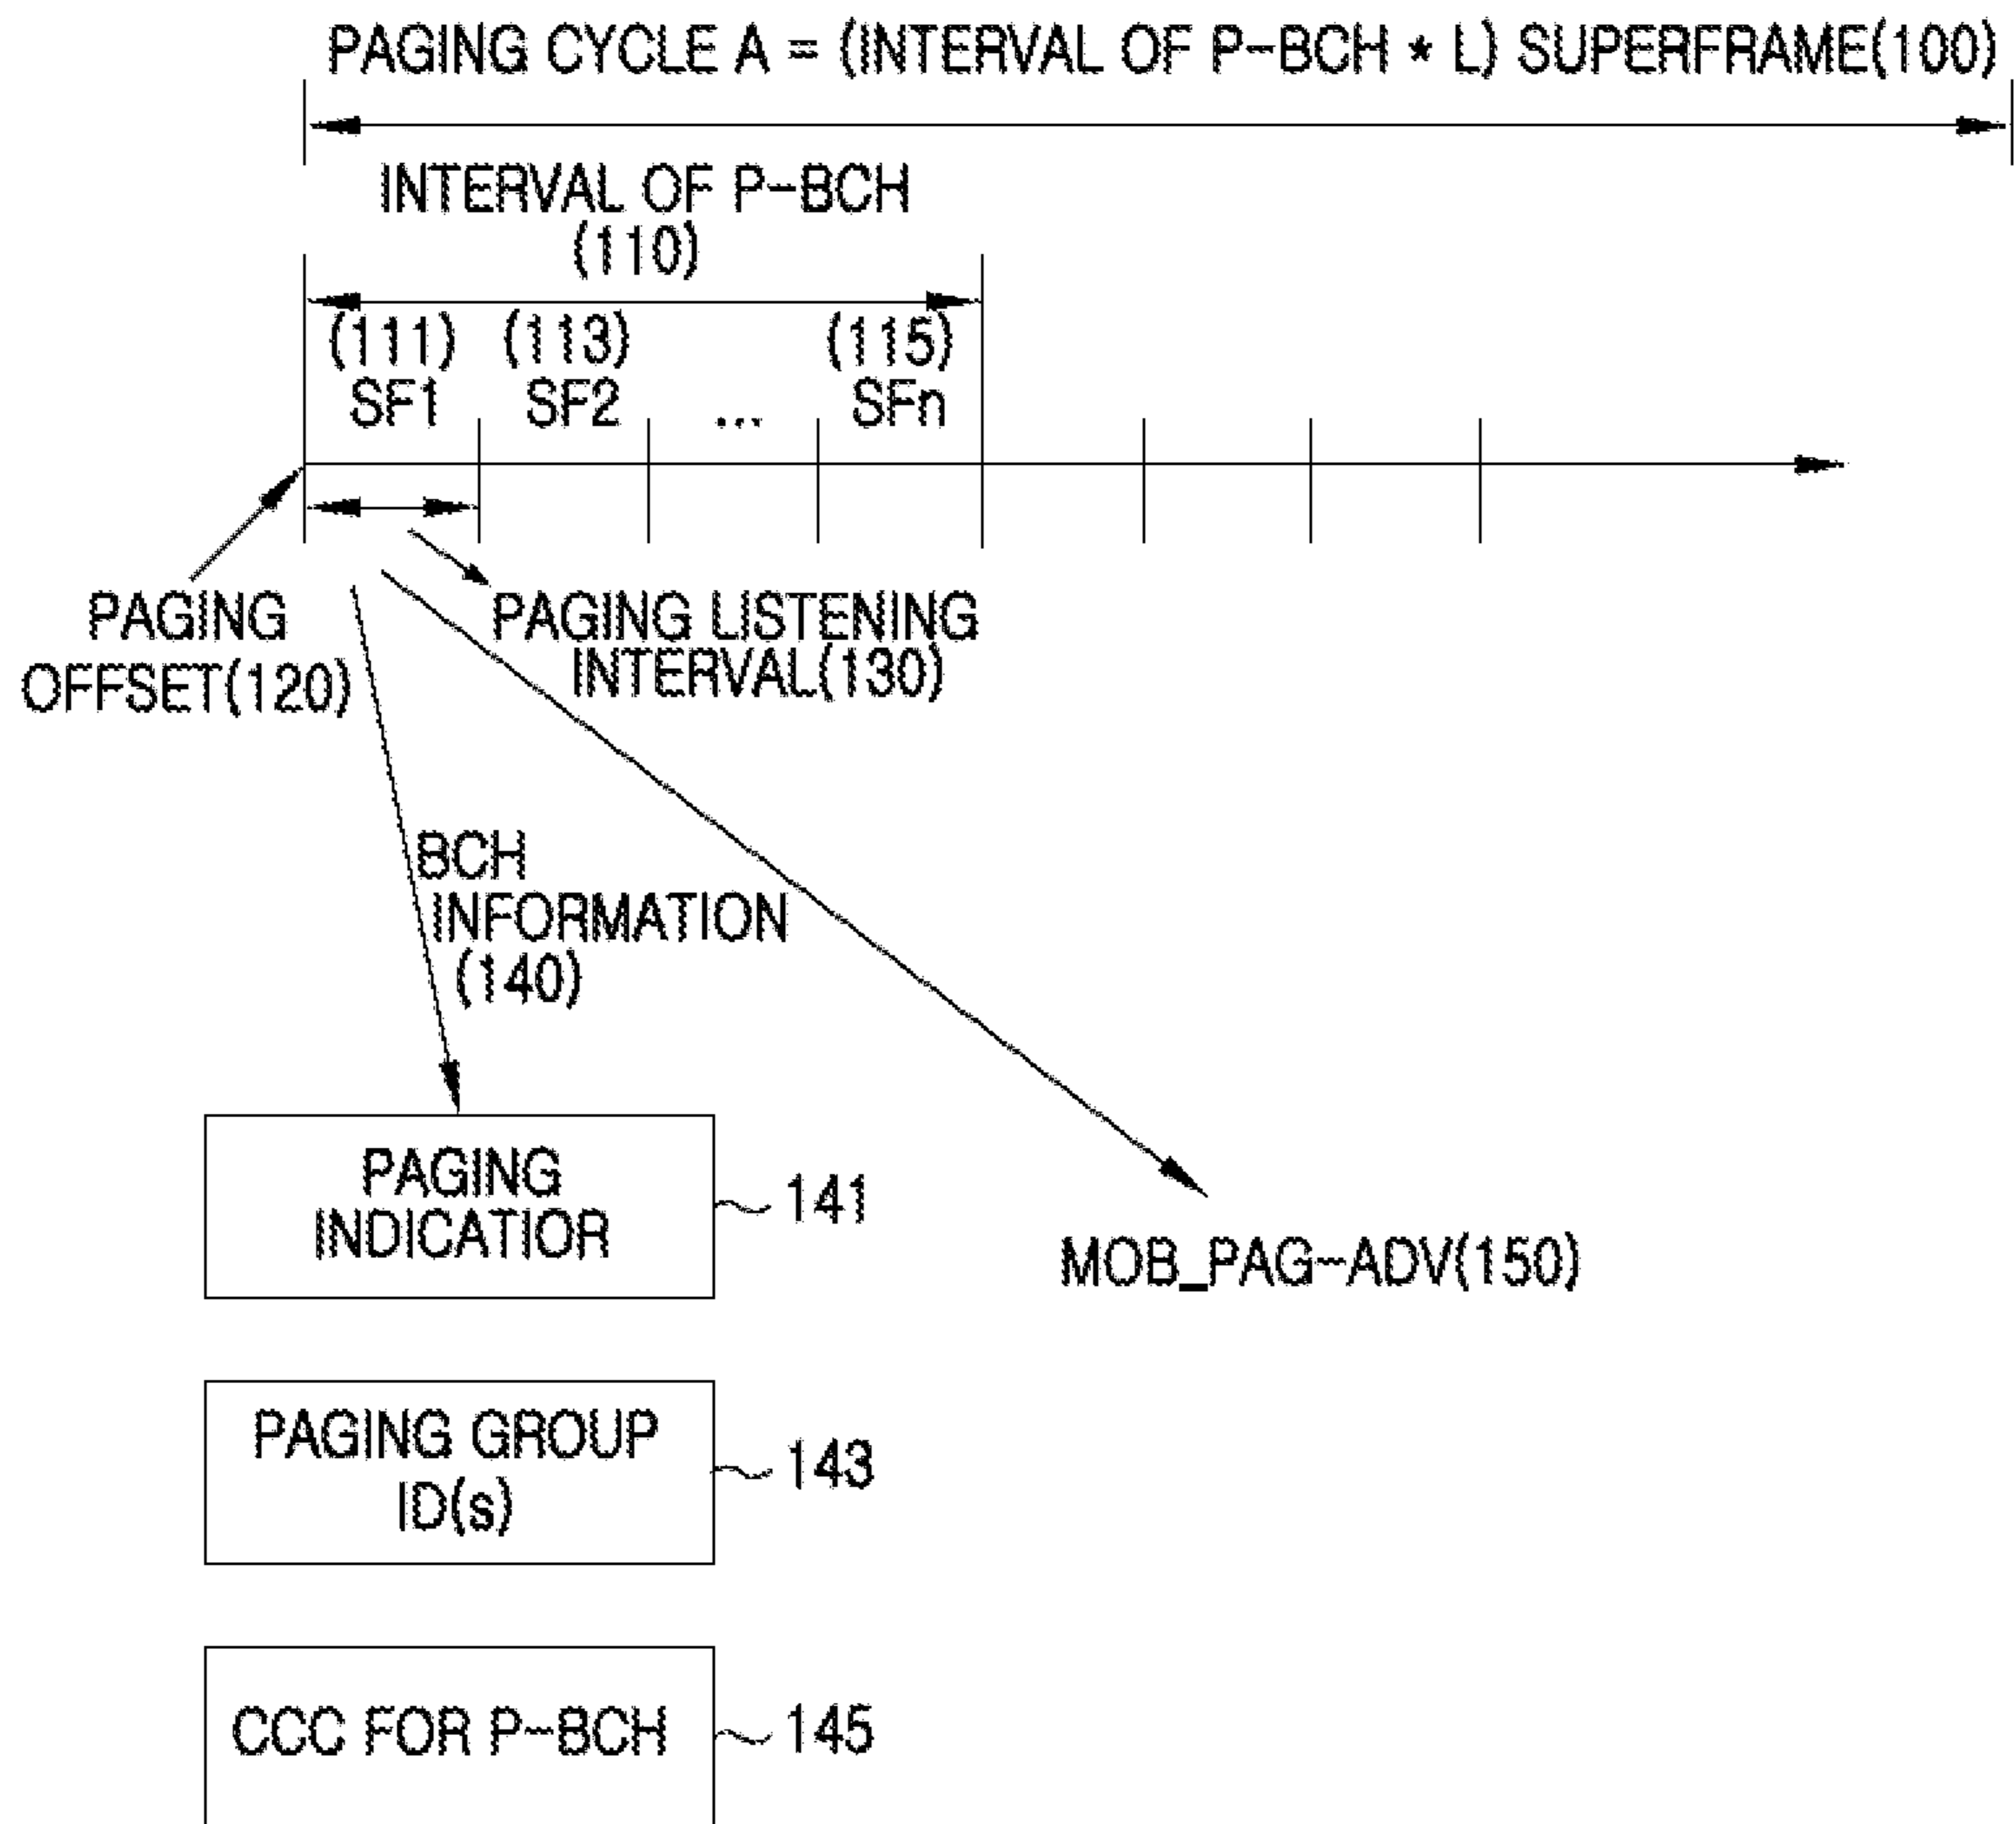 PAGING CYCLE A = (INTERVAL OF P-BCH * L) SUPERFRAME(100)
INTERVAL OF P-BCH
(110)
(111) (113) (115)
SF1 SF2 ... SFn
PAGING
OFFSET(120)
PAGING LISTENING
INTERVAL(130)
BCH
INFORMATION
(140)
PAGING
INDICATIOR
141
MOB_PAG-ADV(150)
PAGING GROUP
ID(s)
143
CCC FOR P-BCH
145